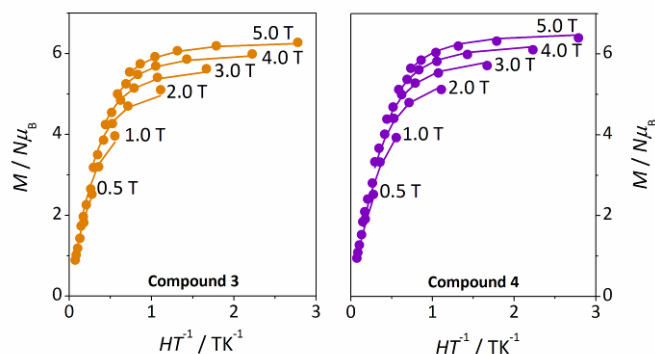 M / Nμ_B
6
4
2
0
5.0 T
4.0 T
3.0 T
2.0 T
1.0 T
0.5 T
Compound 3
0 1 2 3
HT⁻¹ / TK⁻¹
5.0 T
4.0 T
3.0 T
2.0 T
1.0 T
0.5 T
Compound 4
0 1 2 3
HT⁻¹ / TK⁻¹
6
4
2
0
M / Nμ_B